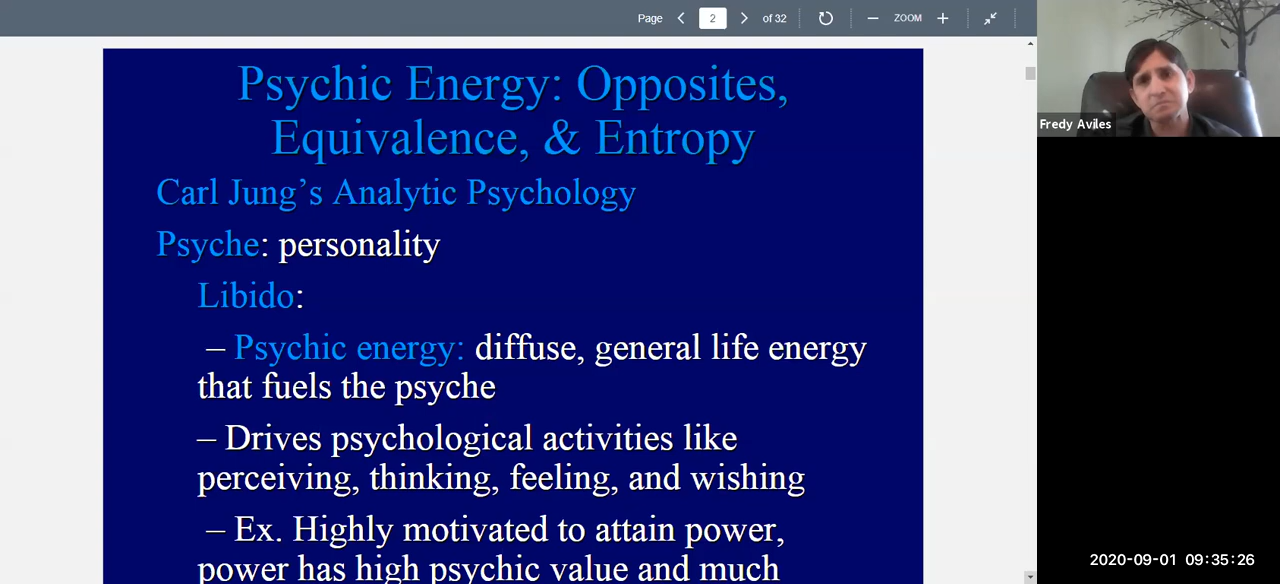 Page 2 of 32 ZOOM
Psychic Energy: Opposites,
Equivalence, & Entropy
Carl Jung’s Analytic Psychology
Psyche: personality
Libido:
– Psychic energy: diffuse, general life energy
that fuels the psyche
– Drives psychological activities like
perceiving, thinking, feeling, and wishing
– Ex. Highly motivated to attain power,
power has high psychic value and much
Fredy Aviles
2020-09-01 09:35:26